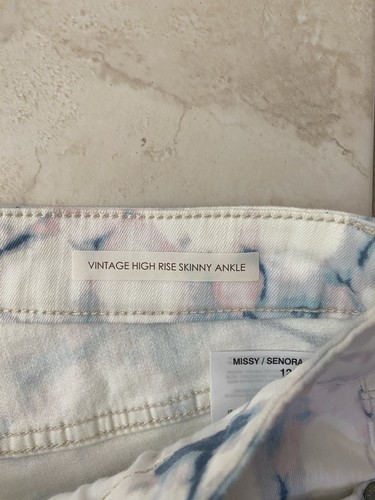 VINTAGE HIGH RISE SKINNY ANKLE
MISSY / SENORA